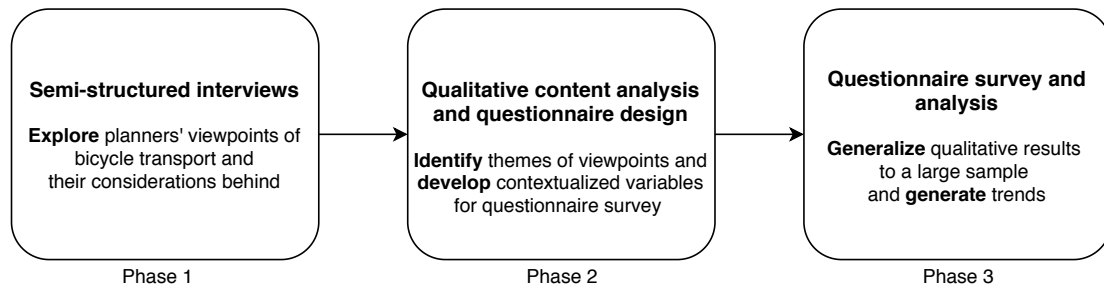 Semi-structured interviews
Explore planners' viewpoints of
bicycle transport and
their considerations behind
Phase 1
Qualitative content analysis
and questionnaire design
Identify themes of viewpoints and
develop contextualized variables
for questionnaire survey
Phase 2
Questionnaire survey and
analysis
Generalize qualitative results
to a large sample
and generate trends
Phase 3